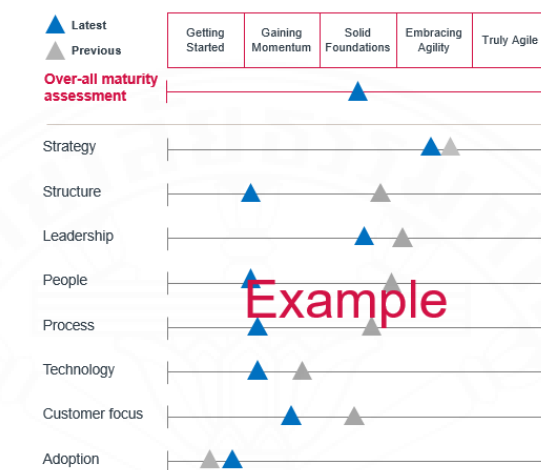 Latest
Previous
Getting
Started
Gaining
Momentum
Solid
Foundations
Embracing
Agility
Truly Agile
Over-all maturity
assessment
Strategy
Structure
Leadership
People
Example
Process
Technology
Customer focus
Adoption